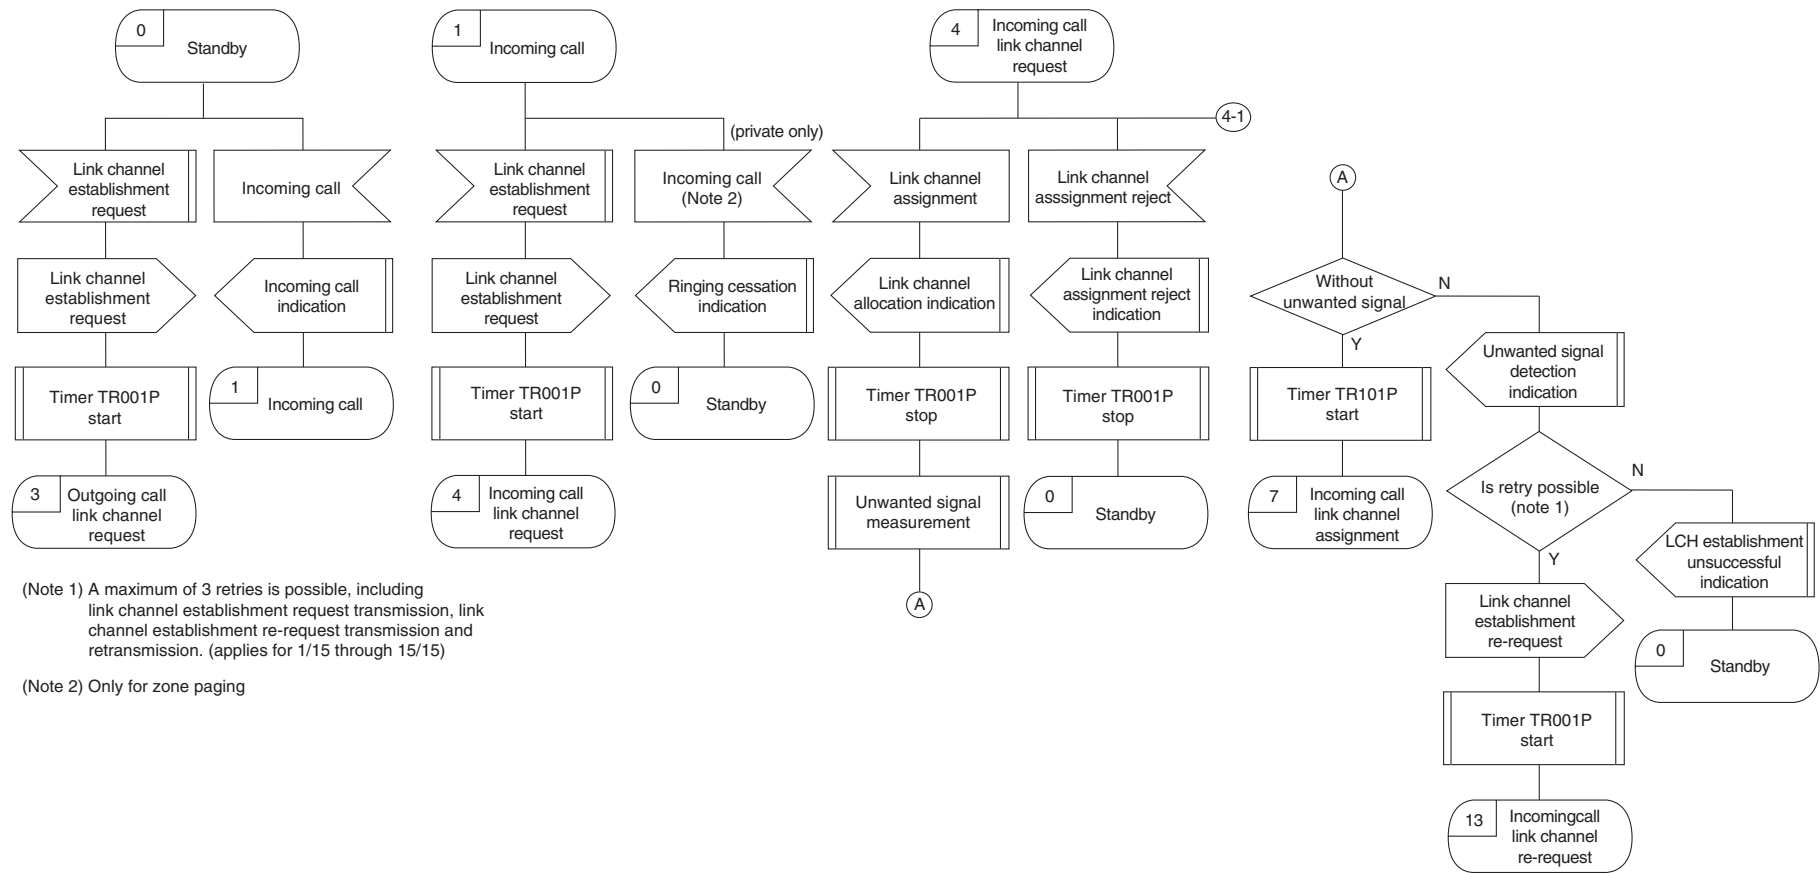 0
Standby
Link channel
establishment
request
Incoming call
Link channel
establishment
request
Incoming call
indication
Timer TR001P
start
1
Incoming call
3
Outgoing call
link channel
request
1
Incoming call
(private only)
Link channel
establishment
request
Incoming call
(Note 2)
Link channel
establishment
request
Ringing cessation
indication
Timer TR001P
start
0
Standby
4
Incoming call
link channel
request
4
Incoming call
link channel
request
4-1
Link channel
assignment
Link channel
asssignment reject
Link channel
allocation indication
Link channel
assignment reject
indication
Timer TR001P
stop
Timer TR001P
stop
Unwanted signal
measurement
0
Standby
A
A
Without
unwanted signal
N
Y
Timer TR101P
start
7
Incoming call
link channel
assignment
Unwanted signal
detection
indication
Is retry possible
(note 1)
N
Y
LCH establishment
unsuccessful
indication
0
Standby
Link channel
establishment
re-request
Timer TR001P
start
13
Incomingcall
link channel
re-request
(Note 1) A maximum of 3 retries is possible, including
link channel establishment request transmission, link
channel establishment re-request transmission and
retransmission. (applies for 1/15 through 15/15)
(Note 2) Only for zone paging